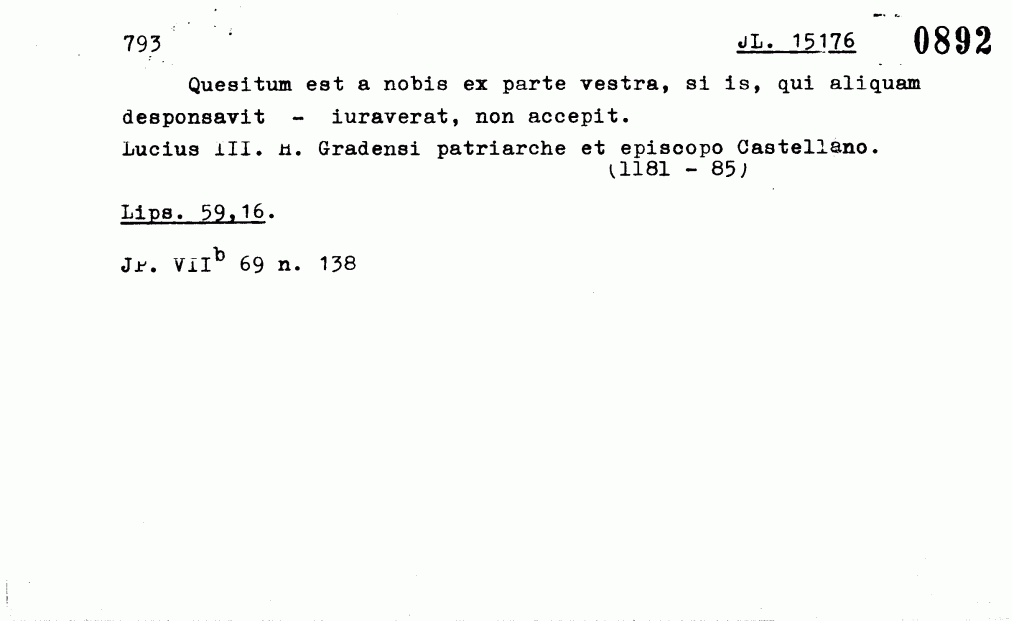 793 JL. 15176 0892
Quesitum est a nobis ex parte vestra, si is, qui aliquam
desponsavit - iuraverat, non accepit.
Lucius III. H. Gradensi patriarche et episcopo Castellano.
(1181 - 85)
Lips. 59,16.
JP. VIIb 69 n. 138